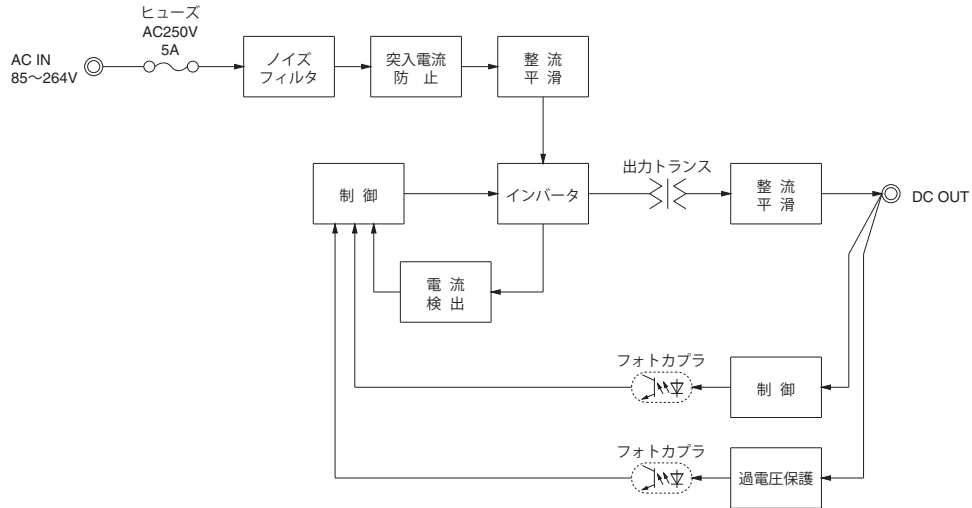 ヒューズ
AC250V
5A
AC IN
85〜264V
ノイズ
フィルタ
突入電流
防 止
整 流
平 滑
制 御
インバータ
出力トランス
整 流
平 滑
DC OUT
電 流
検 出
フォトカプラ
制 御
フォトカプラ
過電圧保護